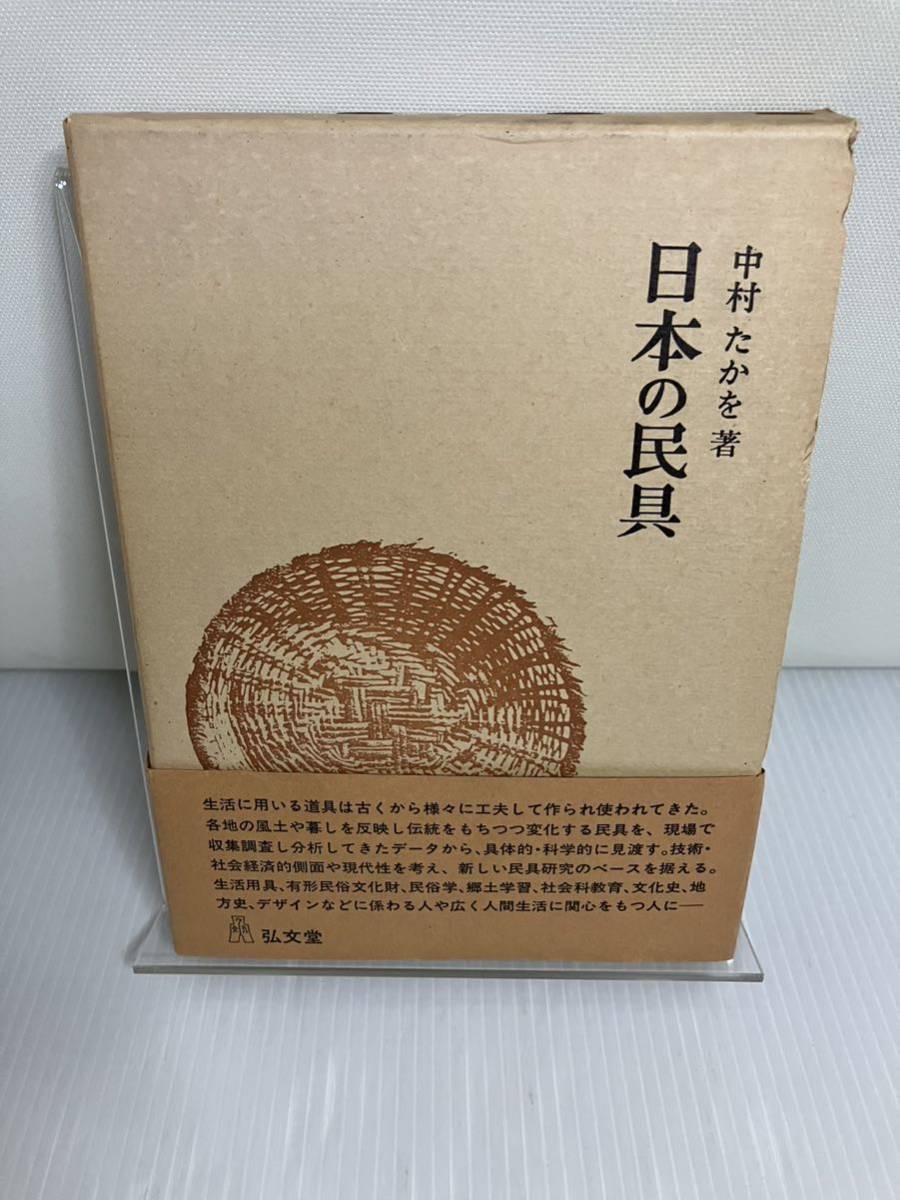 中村たかを 著
日本の民具
生活に用いる道具は古くから様々に工夫して作られ使われてきた。
各地の風土や暮しを反映し伝統をもちつつ変化する民具を、現場で
収集調査し分析してきたデータから、具体的・科学的に見渡す。技術・
社会経済的側面や現代性を考え、新しい民具研究のベースを据える。
生活用具、有形民俗文化財、民俗学、郷土学習、社会科教育、文化史、地
方史、デザインなどに係わる人や広く人間生活に関心をもつ人に──
弘文堂